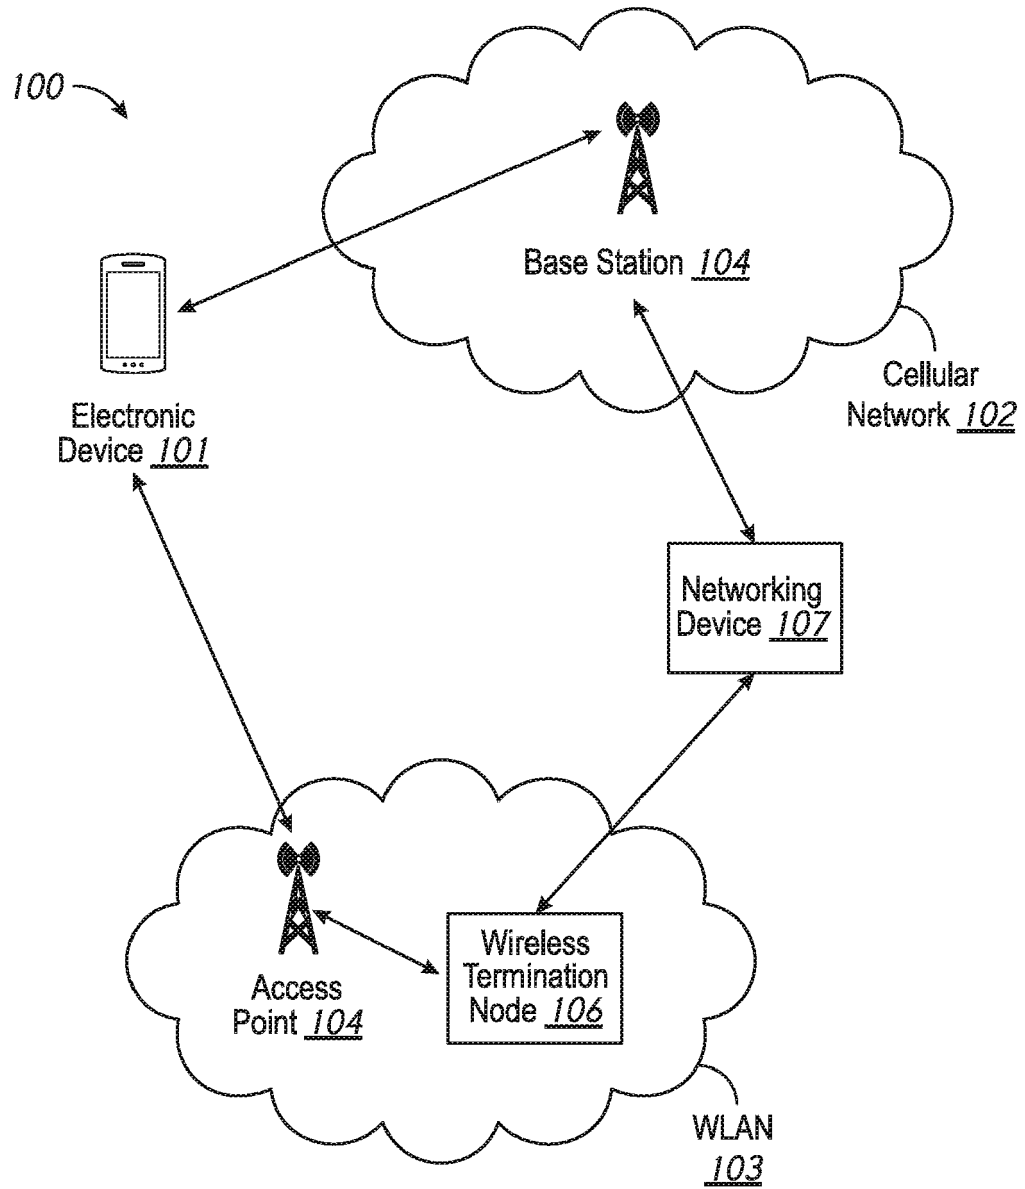 100
Base Station 104
Cellular
Network 102
Electronic
Device 101
Networking
Device 107
Wireless
Termination
Node 106
Access
Point 104
WLAN
103